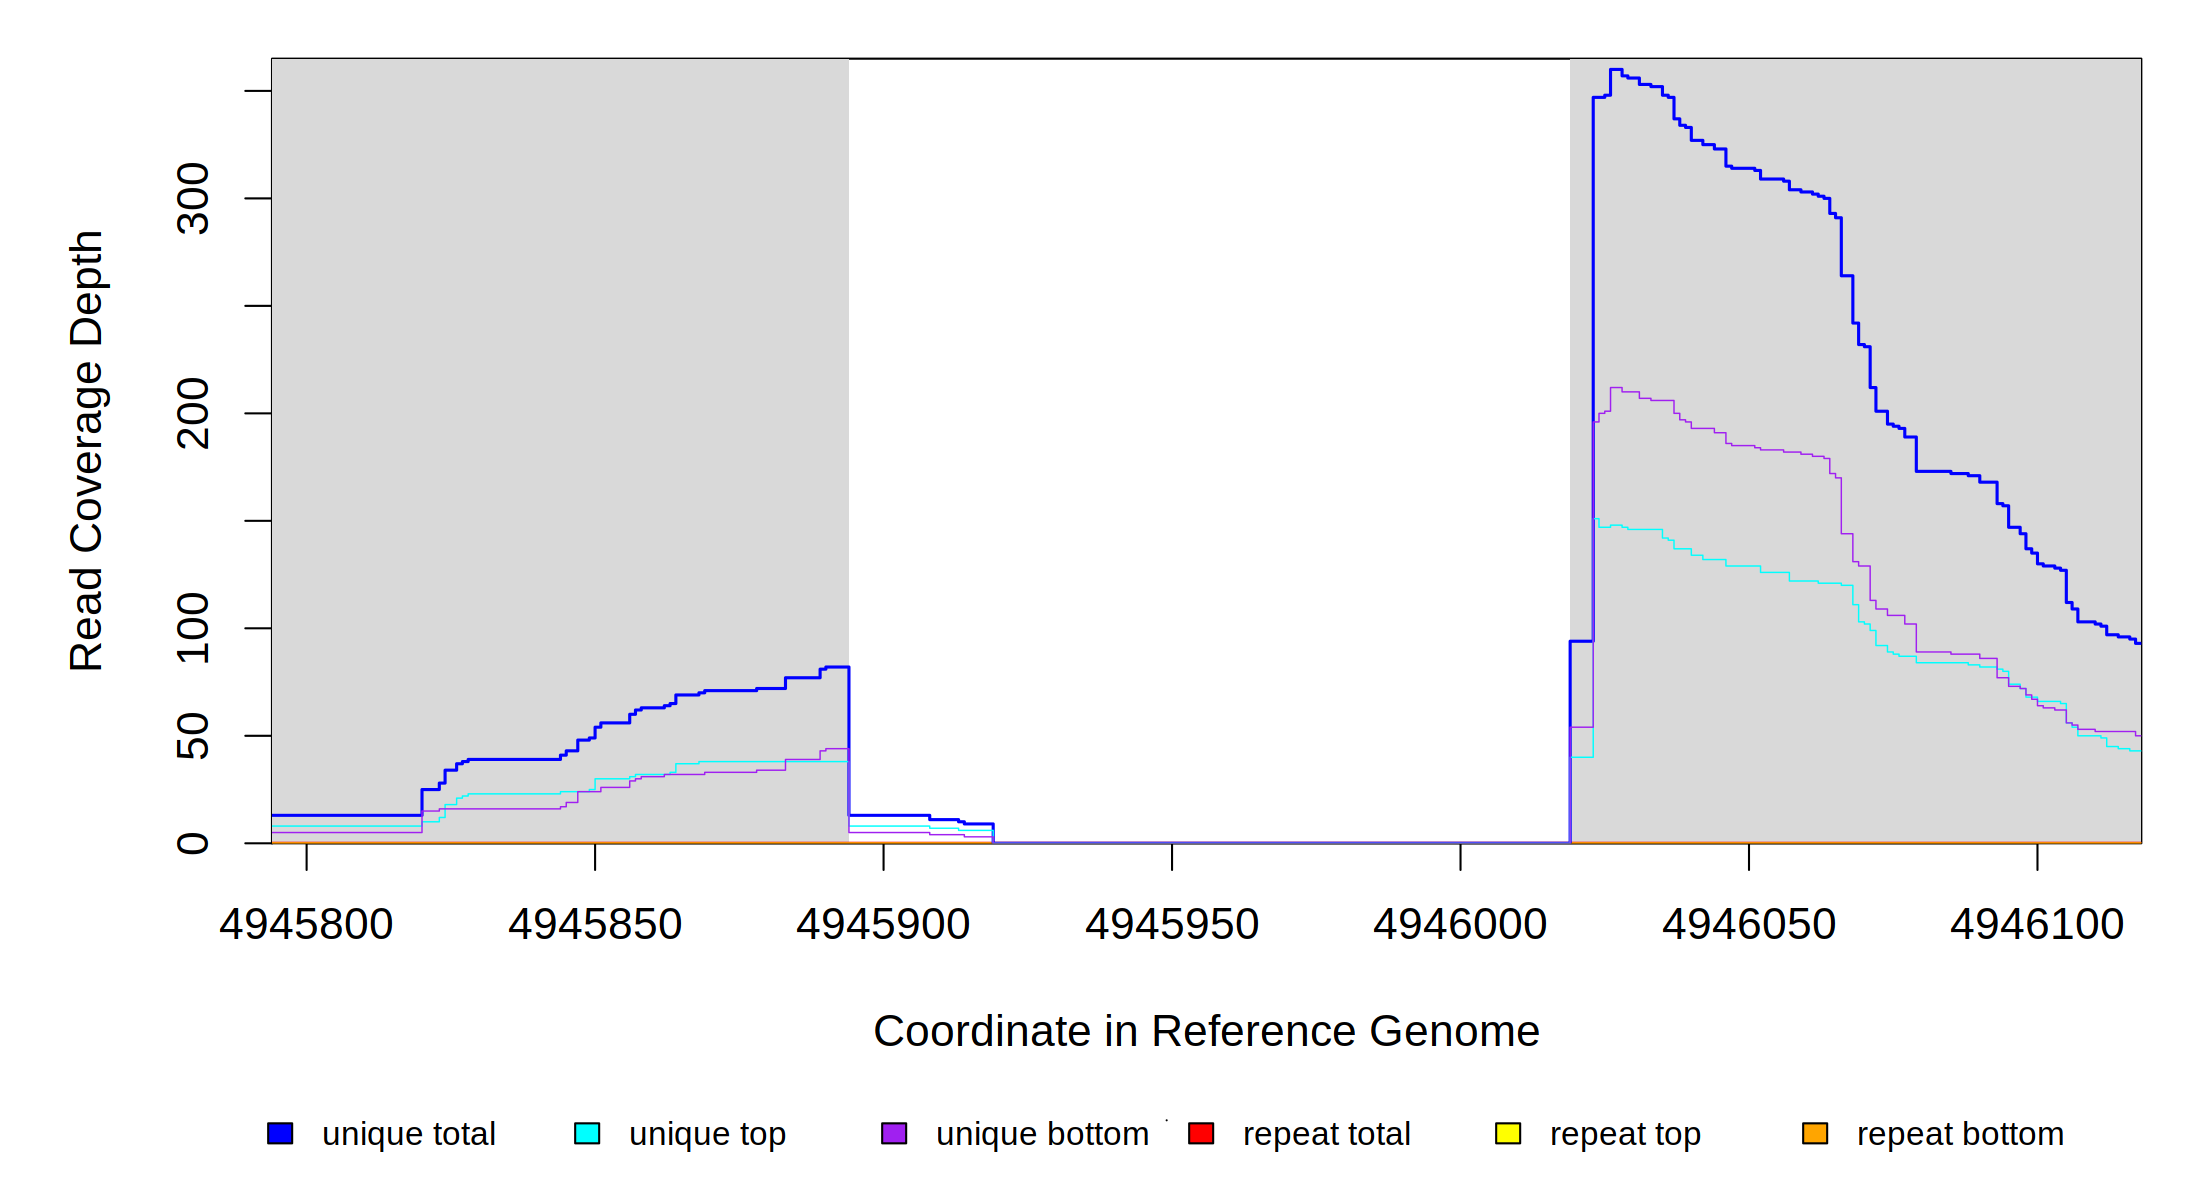 300
200
100
50
0
Read Coverage Depth
4945800 4945850 4945900 4945950 4946000 4946050 4946100
Coordinate in Reference Genome
unique total unique top unique bottom repeat total repeat top repeat bottom